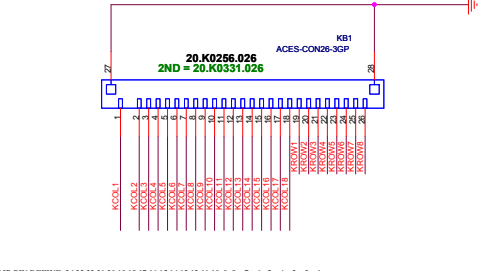 KB1
ACES-CON26-3GP
20.K0256.026
2ND = 20.K0331.026
27
28
1
2
3
4
5
6
7
8
9
10
11
12
13
14
15
16
17
18
19
20
21
22
23
24
25
26
KCOL1
KCOL2
KCOL3
KCOL4
KCOL5
KCOL6
KCOL7
KCOL8
KCOL9
KCOL10
KCOL11
KCOL12
KCOL13
KCOL14
KCOL15
KCOL16
KCOL17
KCOL18
KROW1
KROW2
KROW3
KROW4
KROW5
KROW6
KROW7
KROW8